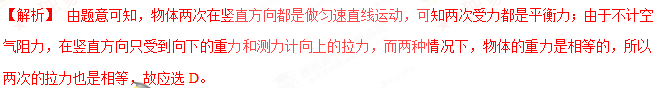 【解析】 由题意可知，物体两次在竖直方向都是做匀速直线运动，可知两次受力都是平衡力；由于不计空
气阻力，在竖直方向只受到向下的重力和测力计向上的拉力，而两种情况下，物体的重力是相等的，所以
两次的拉力也是相等，故应选 D。